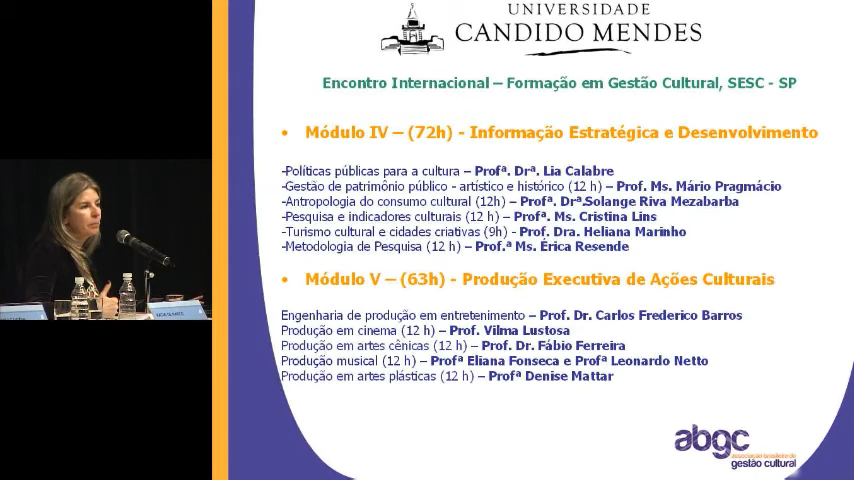 UNIVERSIDADE
CANDIDO MENDES
Encontro Internacional – Formação em Gestão Cultural, SESC - SP
• Módulo IV – (72h) - Informação Estratégica e Desenvolvimento
-Políticas públicas para a cultura – Profª. Drª. Lia Calabre
-Gestão de patrimônio público - artístico e histórico (12 h) – Prof. Ms. Mário Pragmácio
-Antropologia do consumo cultural (12h) – Profª. Drª.Solange Riva Mezabarba
-Pesquisa e indicadores culturais (12 h) – Profª. Ms. Cristina Lins
-Turismo cultural e cidades criativas (9h) - Prof. Dra. Heliana Marinho
-Metodologia de Pesquisa (12 h) – Prof.ª Ms. Érica Resende
• Módulo V – (63h) - Produção Executiva de Ações Culturais
Engenharia de produção em entretenimento – Prof. Dr. Carlos Frederico Barros
Produção em cinema (12 h) – Prof. Vilma Lustosa
Produção em artes cênicas (12 h) – Prof. Dr. Fábio Ferreira
Produção musical (12 h) – Profª Eliana Fonseca e Profª Leonardo Netto
Produção em artes plásticas (12 h) – Profª Denise Mattar
abgc
associação brasileira de
gestão cultural